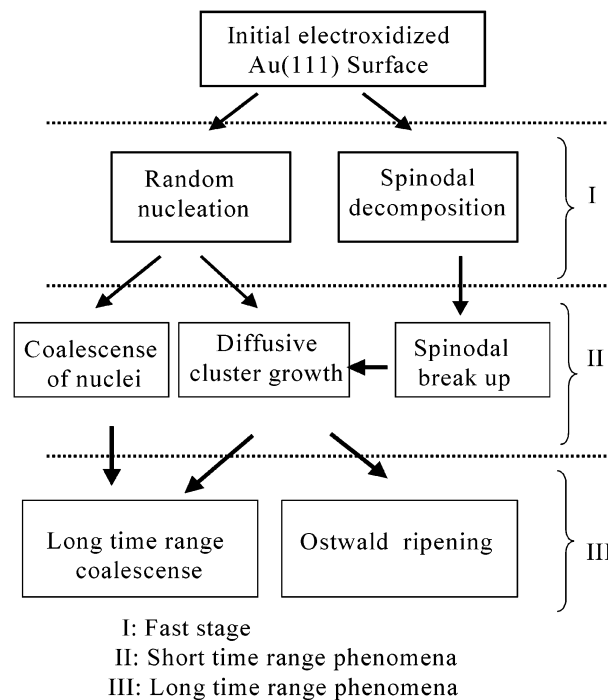 Initial electroxidized
Au(111) Surface
Random
nucleation
Spinodal
decomposition
I
Coalescense
of nuclei
Diffusive
cluster growth
Spinodal
break up
II
Long time range
coalescense
Ostwald ripening
III
I: Fast stage
II: Short time range phenomena
III: Long time range phenomena